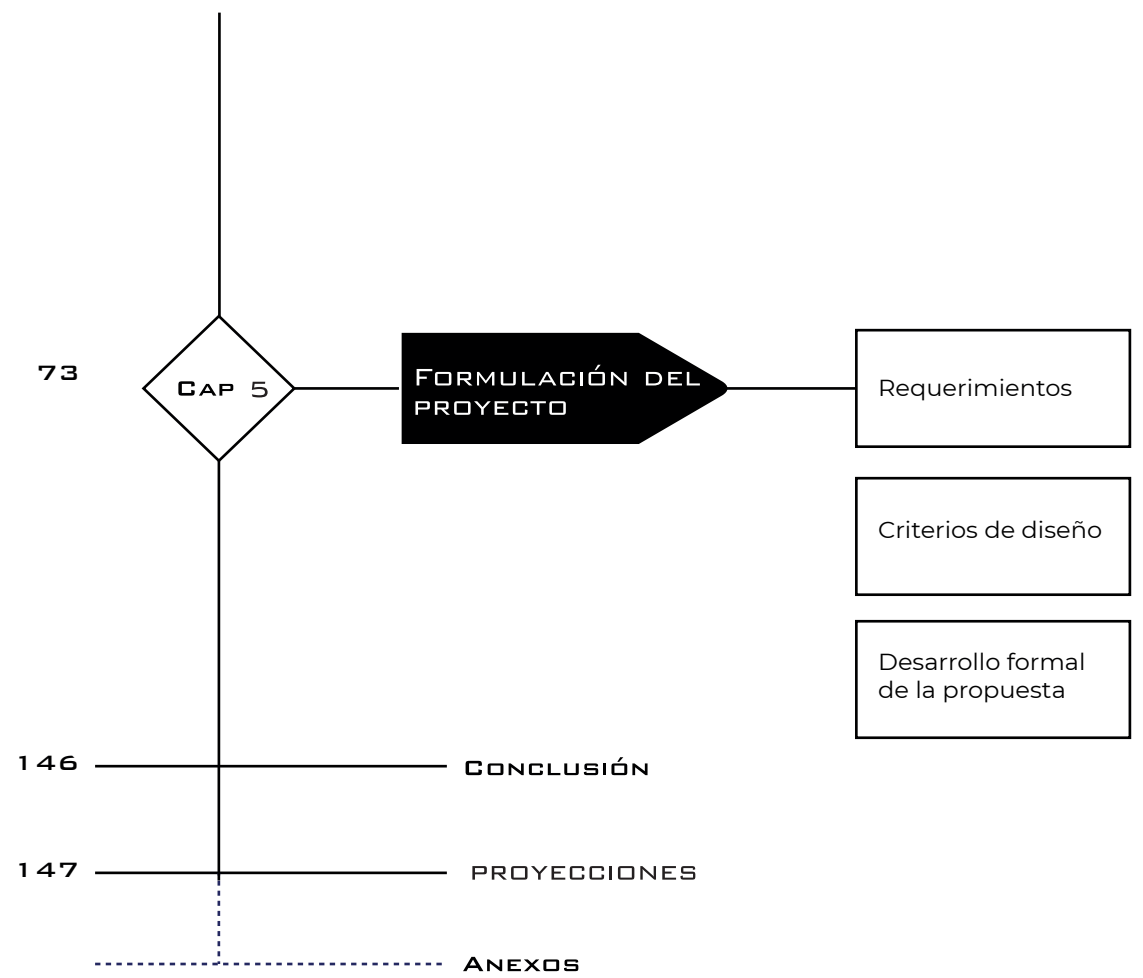 73
CAP 5
FORMULACIÓN DEL
PROYECTO
Requerimientos
Criterios de diseño
Desarrollo formal
de la propuesta
146
CONCLUSIÓN
147
PROYECCIONES
ANEXOS